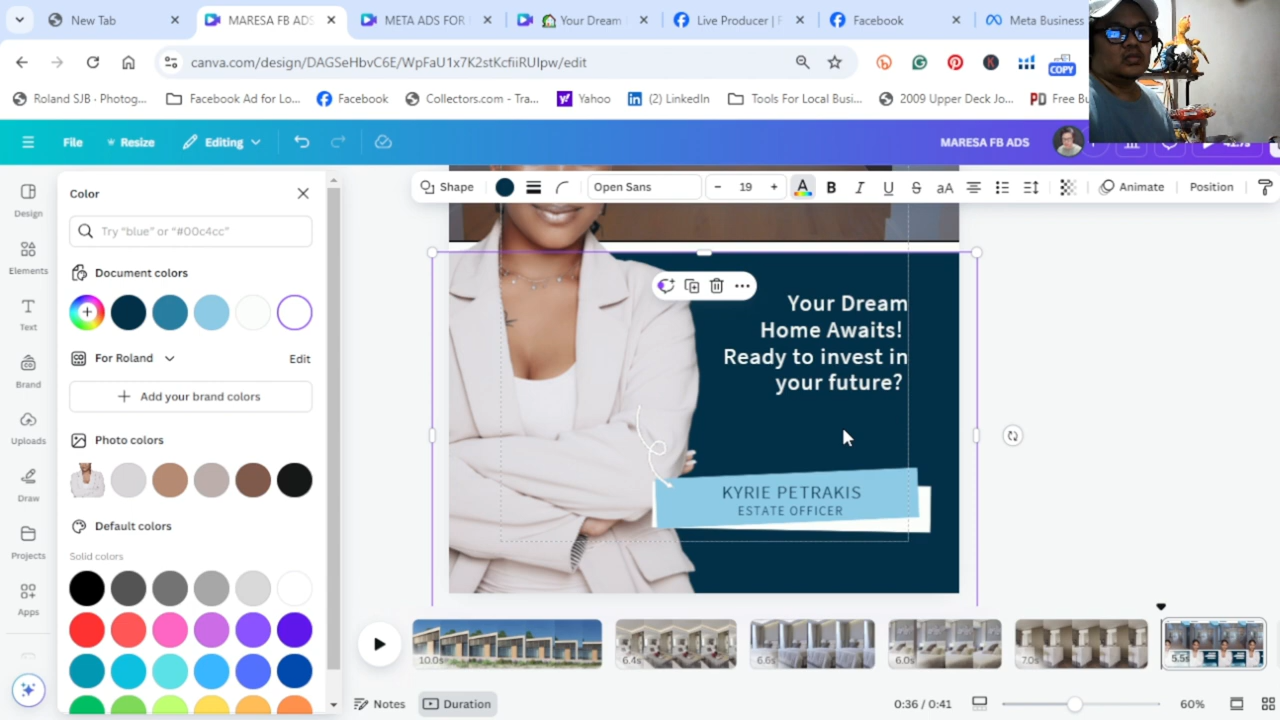 New Tab
MARESA FB ADS
META ADS FOR
Your Dream
Live Producer | F
Facebook
Meta Business
canva.com/design/DAGSeHbvC6E/WpFaU1x7K2stKcfiiRUIpw/edit
COPY
Roland SJB · Photog...
Facebook Ad for Lo...
Facebook
Collectors.com - Tra...
Yahoo
(2) LinkedIn
Tools For Local Busi...
2009 Upper Deck Jo...
Free Bu
File
Resize
Editing
MARESA FB ADS
Shape
Open Sans
– 19 +
A
B
I
U
S
aA
Animate
Position
Design
Elements
Text
Brand
Uploads
Draw
Projects
Apps
Color
Try “blue” or “#00c4cc”
Document colors
For Roland
Edit
Add your brand colors
Photo colors
Default colors
Solid colors
Your Dream
Home Awaits!
Ready to invest in
your future?
KYRIE PETRAKIS
ESTATE OFFICER
10.0s
6.4s
6.6s
6.0s
7.0s
5.5s
Notes
Duration
0:36 / 0:41
60%